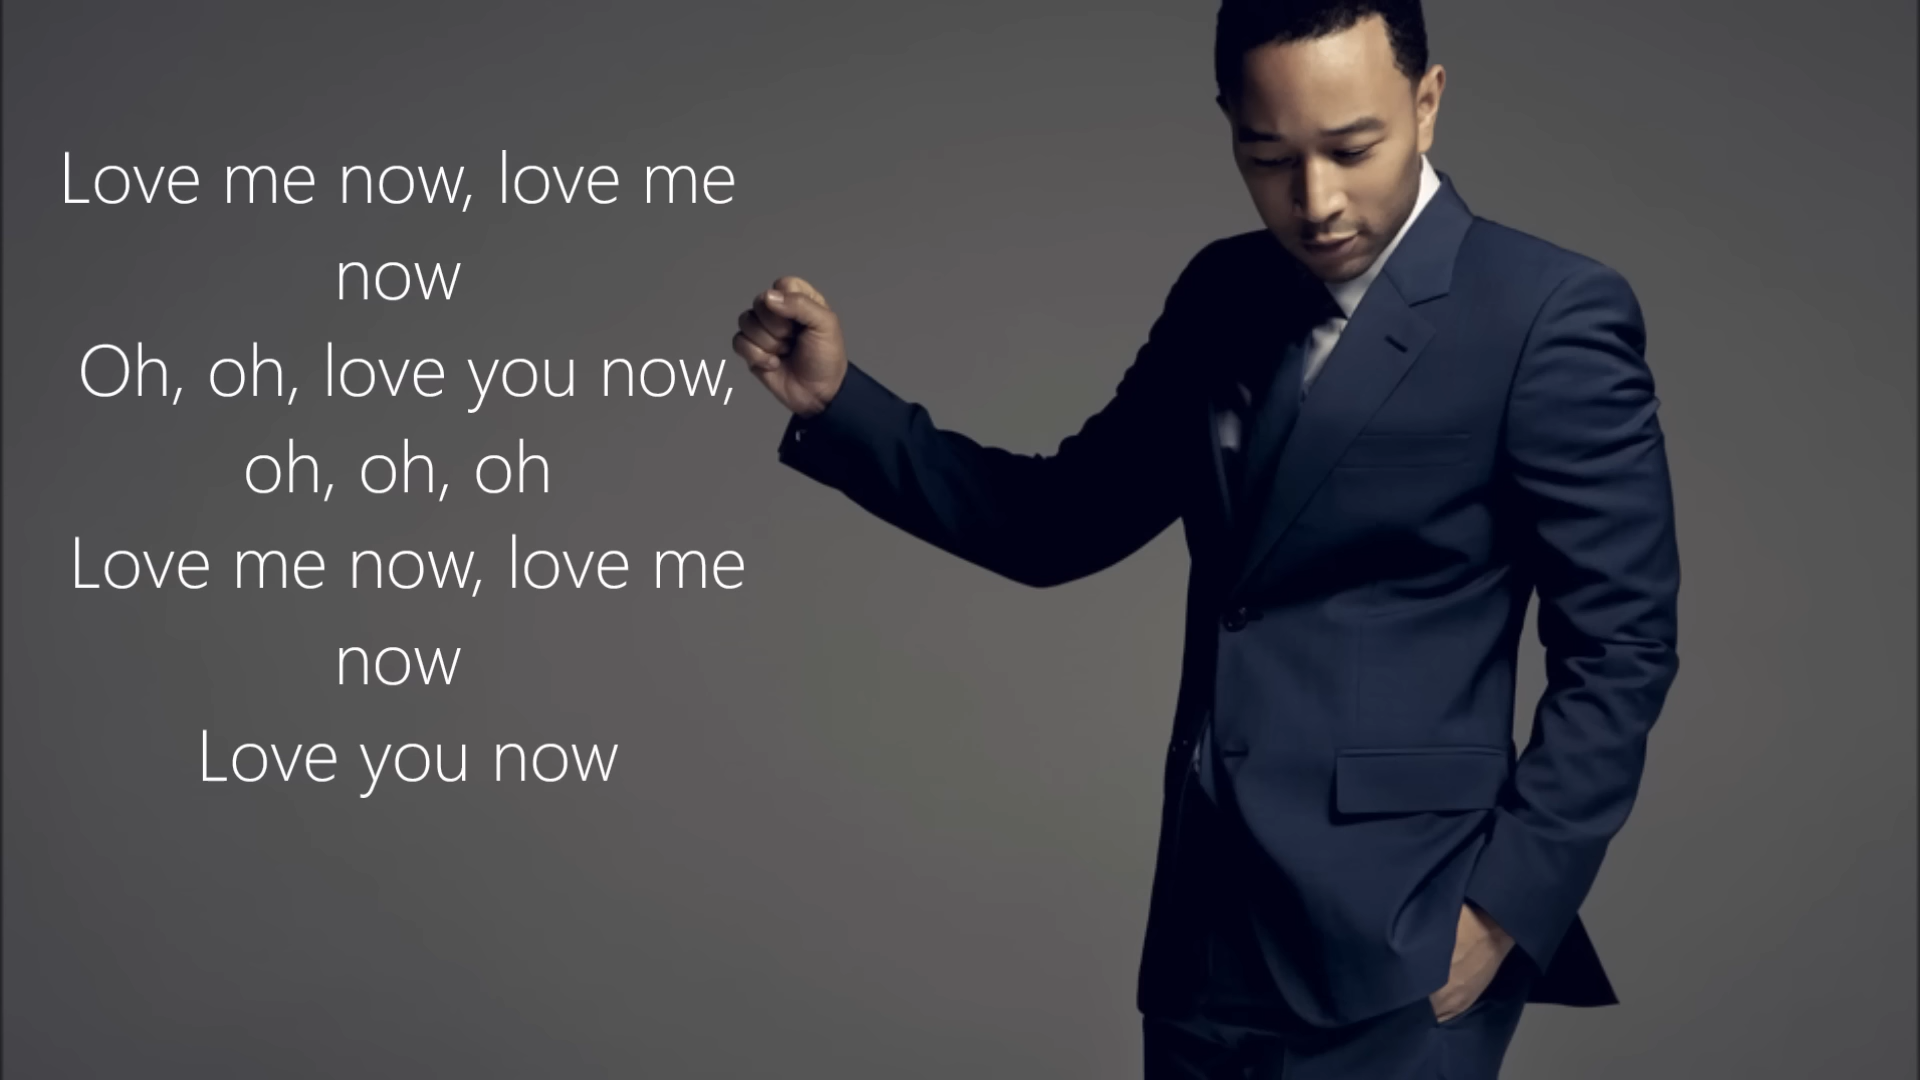 Love me now, love me
now
Oh, oh, love you now,
oh, oh, oh
Love me now, love me
now
Love you now